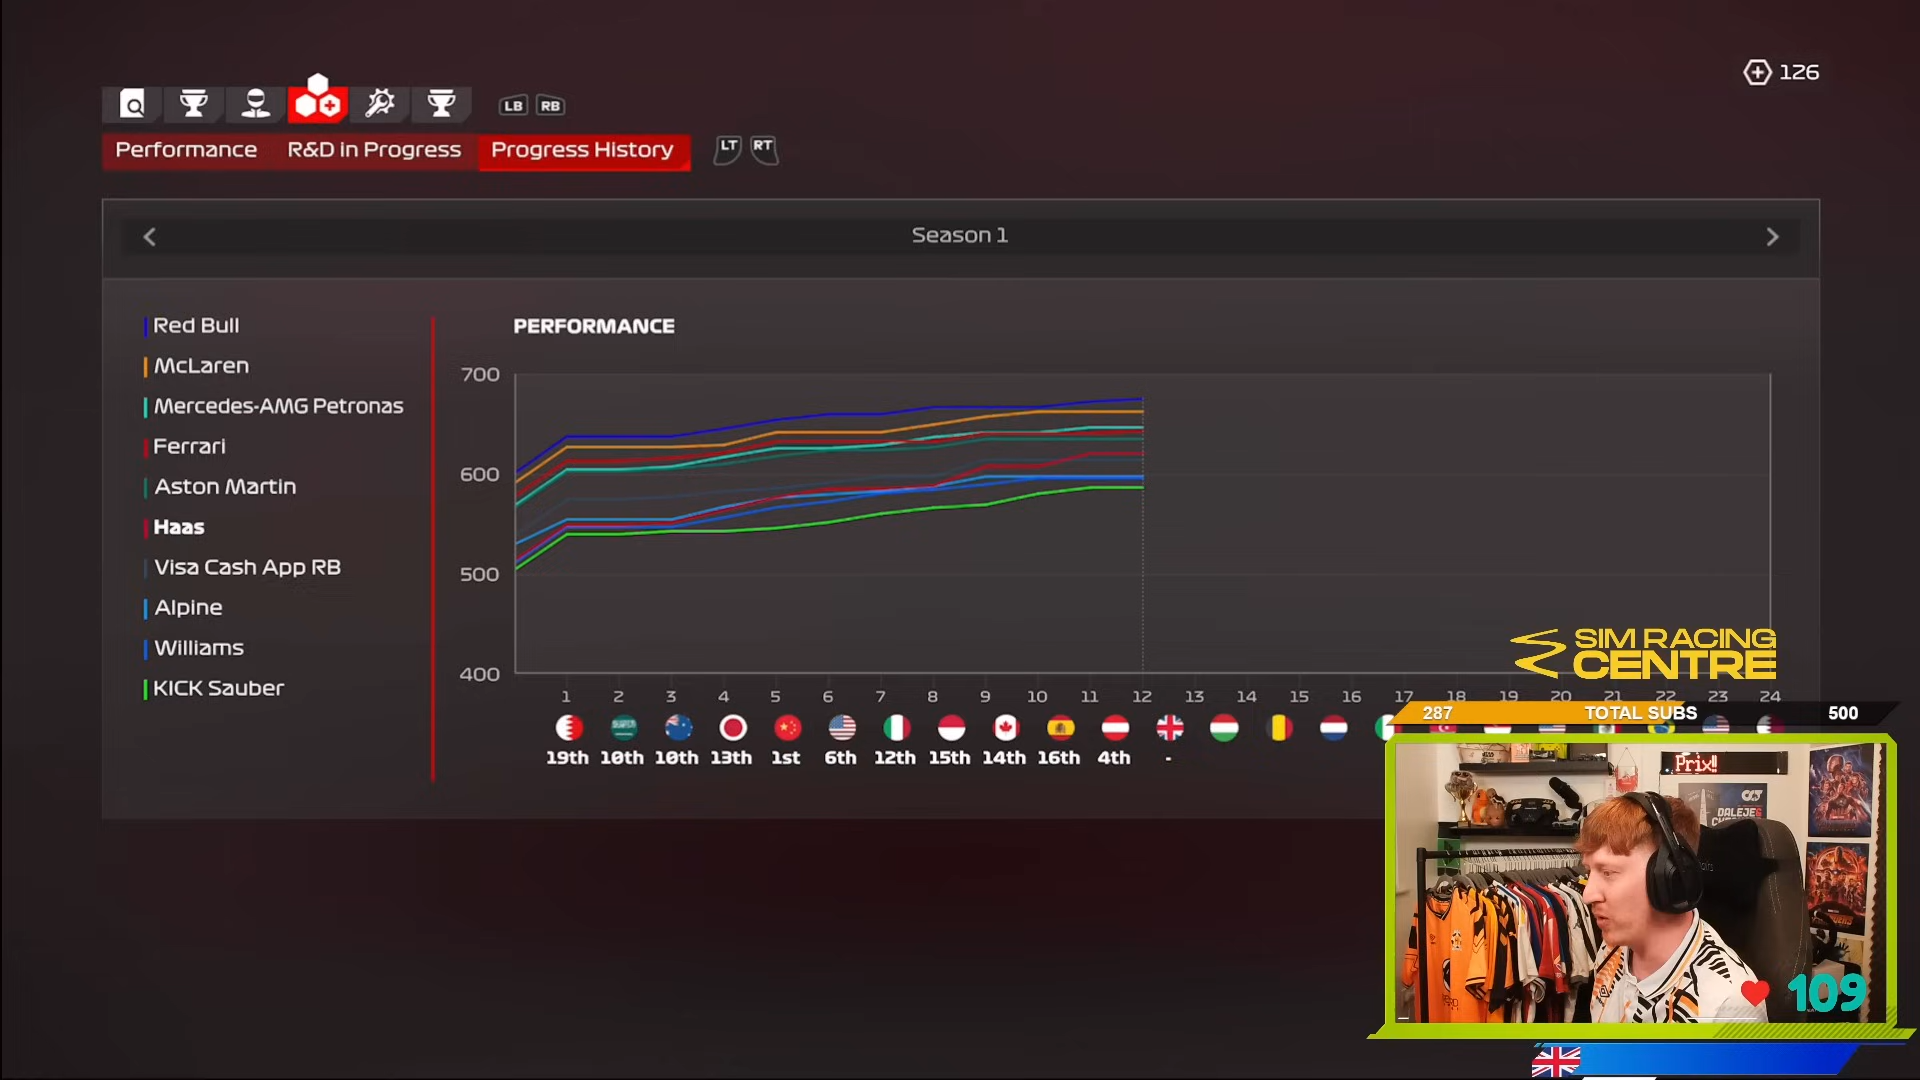 126
LB RB
Performance R&D in Progress Progress History LT RT
Season 1
Red Bull
McLaren
Mercedes-AMG Petronas
Ferrari
Aston Martin
Haas
Visa Cash App RB
Alpine
Williams
KICK Sauber
PERFORMANCE
700
600
500
400
1 2 3 4 5 6 7 8 9 10 11 12 13 14 15 16 17 18 19 20 21 22 23 24
19th 10th 10th 13th 1st 6th 12th 15th 14th 16th 4th -
SIM RACING
CENTRE
287 TOTAL SUBS 500
Prix!!
109